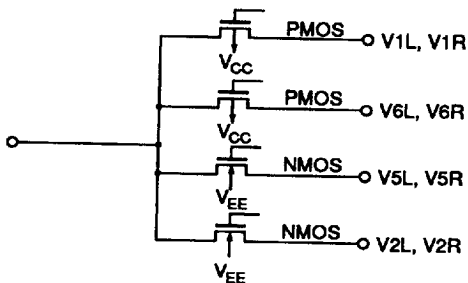 PMOS
V1L, V1R
VCC
PMOS
V6L, V6R
VCC
NMOS
V5L, V5R
VEE
NMOS
V2L, V2R
VEE